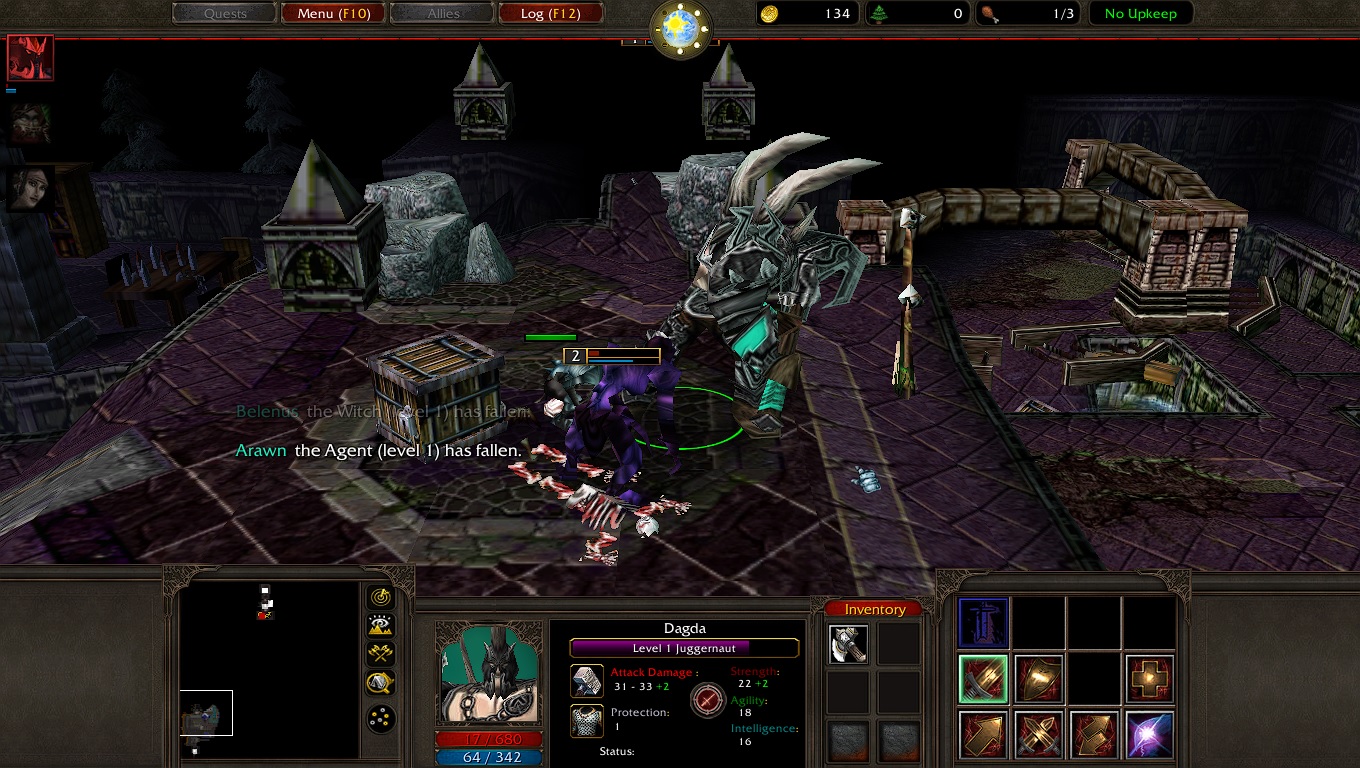 Quests Menu (F10) Allies Log (F12) 134 0 1/3 No Upkeep
2
Belenus the Witch (level 1) has fallen.
Arawn the Agent (level 1) has fallen.
Dagda
Level 1 Juggernaut
Attack Damage :
31 - 33 +2
Protection:
1
Status:
Strength:
22 +2
Agility:
18
Intelligence:
16
17 / 680
64 / 342
Inventory